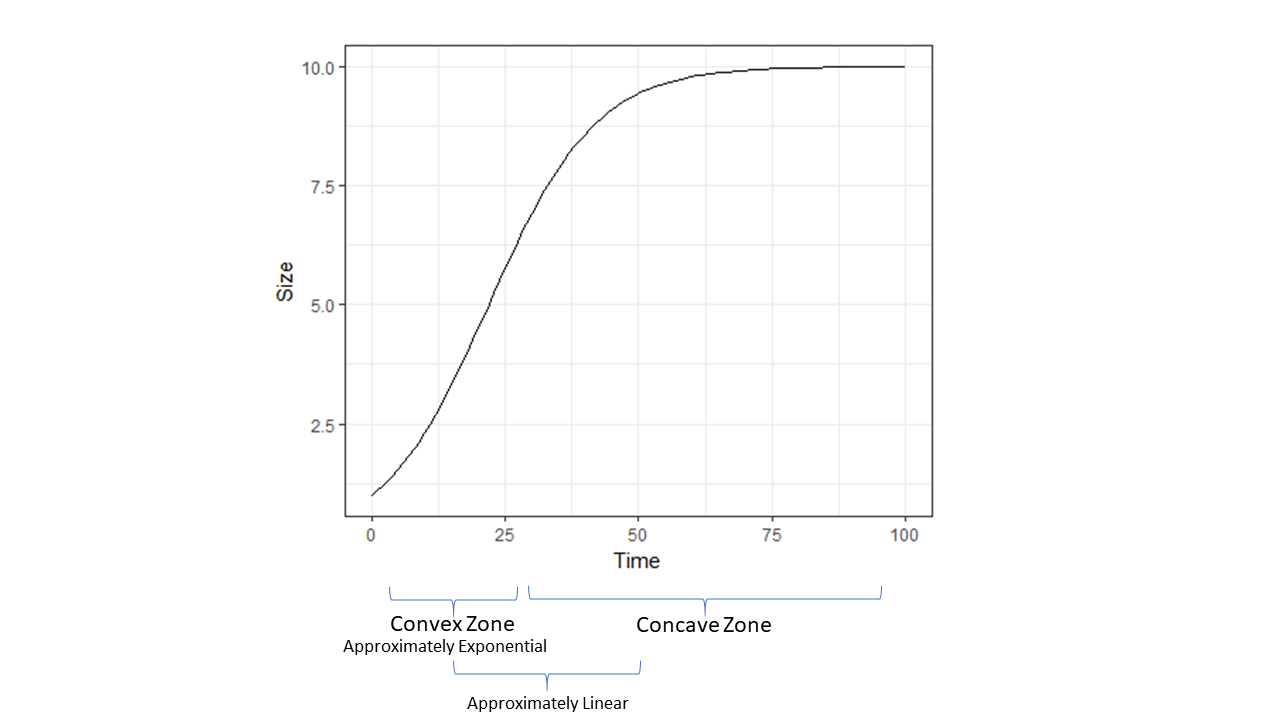 10.0
7.5
5.0
2.5
Size
0 25 50 75 100
Time
Convex Zone
Approximately Exponential
Concave Zone
Approximately Linear